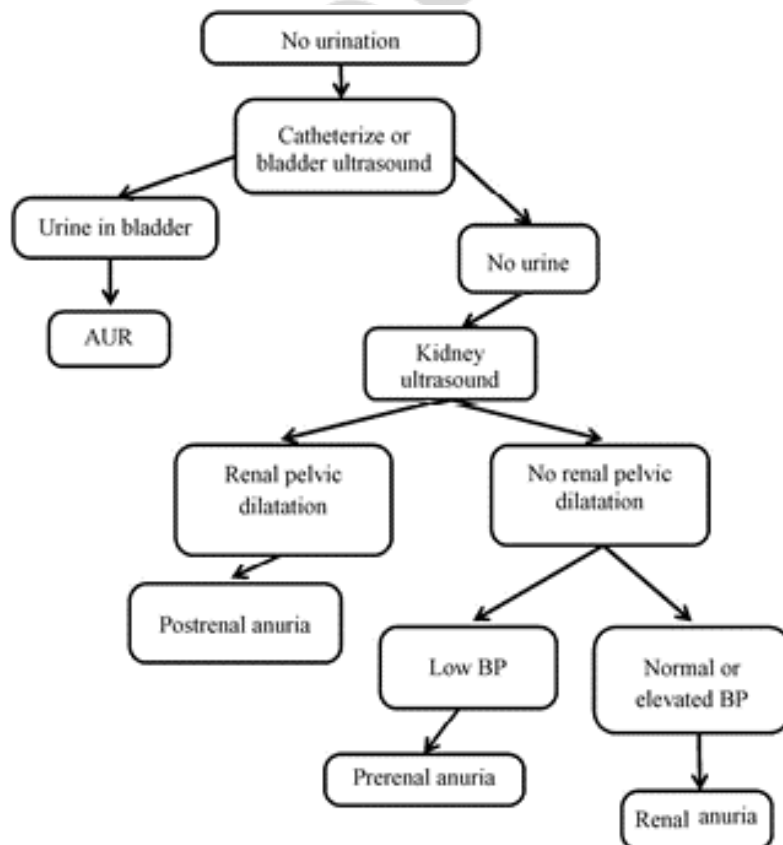 No urination
Catheterize or
bladder ultrasound
Urine in bladder
No urine
AUR
Kidney
ultrasound
Renal pelvic
dilatation
No renal pelvic
dilatation
Postrenal anuria
Low BP
Normal or
elevated BP
Prerenal anuria
Renal anuria